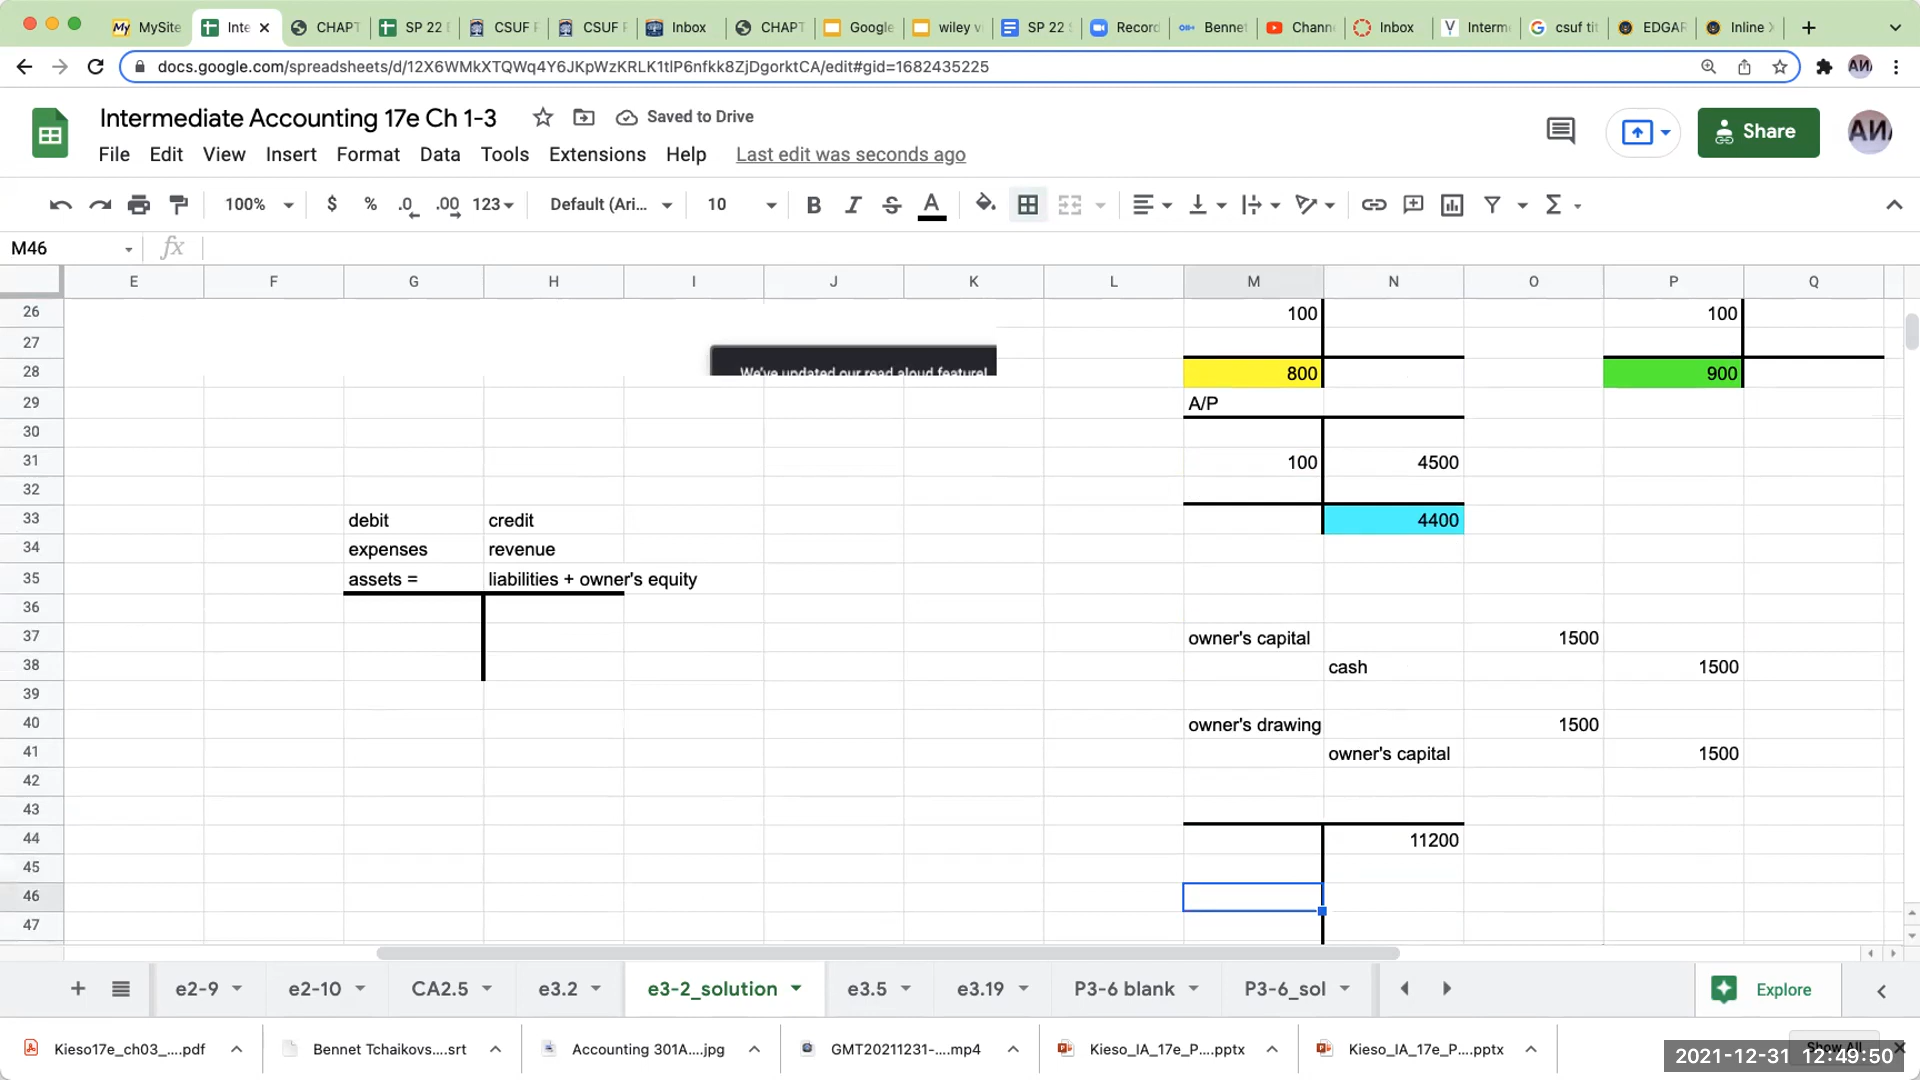 MySite
Inte
CHAPT
SP 22 D
CSUF F
CSUF F
Inbox
CHAPT
Google
wiley v
SP 22 S
Record
Bennet
Chann
Inbox
Interm
csuf tit
EDGAR
Inline X
docs.google.com/spreadsheets/d/12X6WMkXTQWq4Y6JKpWzKRLK1tIP6nfkk8ZjDgorktCA/edit#gid=1682435225
Intermediate Accounting 17e Ch 1-3
Saved to Drive
File Edit View Insert Format Data Tools Extensions Help Last edit was seconds ago
Share
100% $ % .0 .00 123 Default (Ari... 10 B I S A Σ
M46 fx
E F G H I J K L M N O P Q
26 100 100
27
We've updated our read aloud feature!
28 800 900
29 A/P
30
31 100 4500
32
33 debit credit 4400
34 expenses revenue
35 assets = liabilities + owner's equity
36
37 owner's capital 1500
38 cash 1500
39
40 owner's drawing 1500
41 owner's capital 1500
42
43
44 11200
45
46
47
e2-9 e2-10 CA2.5 e3.2 e3-2_solution e3.5 e3.19 P3-6 blank P3-6_sol Explore
Kieso17e_ch03_....pdf Bennet Tchaikovs....srt Accounting 301A....jpg GMT20211231-....mp4 Kieso_IA_17e_P....pptx Kieso_IA_17e_P....pptx Show All
2021-12-31 12:49:50